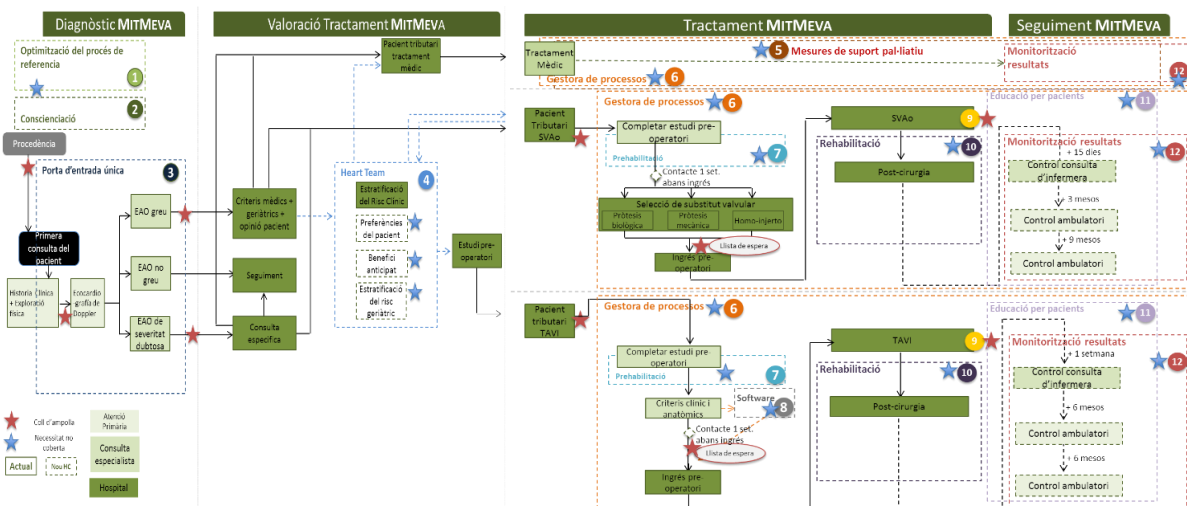 Diagnòstic MITMEVA
Valoració Tractament MITMEVA
Tractament MITMEVA
Seguiment MITMEVA
Optimització del procés de
referencia
1
2
Conscienciació
Procedència
Porta d'entrada única
3
Primera
consulta del
pacient
Historia Clínica
+ Exploració
física
Ecocardio
grafía de
Doppler
EAO greu
EAO no
greu
EAO de
severitat
dubtosa
Coll d'ampolla
Necessitat no
coberta
Actual
Nou HC
Atenció
Primària
Consulta
especialista
Hospital
Pacient tributari
tractament
mèdic
Criteris mèdics +
geriàtrics +
opinió pacient
Seguiment
Consulta
específica
Heart Team
4
Estratificació
del Risc Clínic
Preferències
del pacient
Benefici
anticipat
Estratificació
del risc
geriàtric
Estudi pre-
operatori
Tractament
Mèdic
5
Mesures de suport pal·liatiu
Gestora de processos
6
Monitorització
resultats
12
Pacient
Tributari
SVAo
Gestora de processos
6
Completar estudi pre-
operatori
Prehabilitació
7
Contacte 1 set.
abans ingrés
Selecció de substitut valvular
Pròtesis
biològica
Pròtesis
mecànica
Homo-injerto
Llista de espera
Ingrés pre-
operatori
SVAo
9
Rehabilitació
10
Post-cirurgia
Educació per pacients
11
Monitorització resultats
12
+ 15 dies
Control consulta
d'infermera
+ 3 mesos
Control ambulatori
+ 9 mesos
Control ambulatori
Pacient
tributari
TAVI
Gestora de processos
6
Completar estudi pre-
operatori
Prehabilitació
7
Criteris clínic i
anatòmics
Software
8
Contacte 1 set.
abans ingrés
Llista de espera
Ingrés pre-
operatori
TAVI
9
Rehabilitació
10
Post-cirurgia
Educació per pacients
11
Monitorització resultats
12
+ 1 setmana
Control consulta
d'infermera
+ 6 mesos
Control ambulatori
+ 6 mesos
Control ambulatori